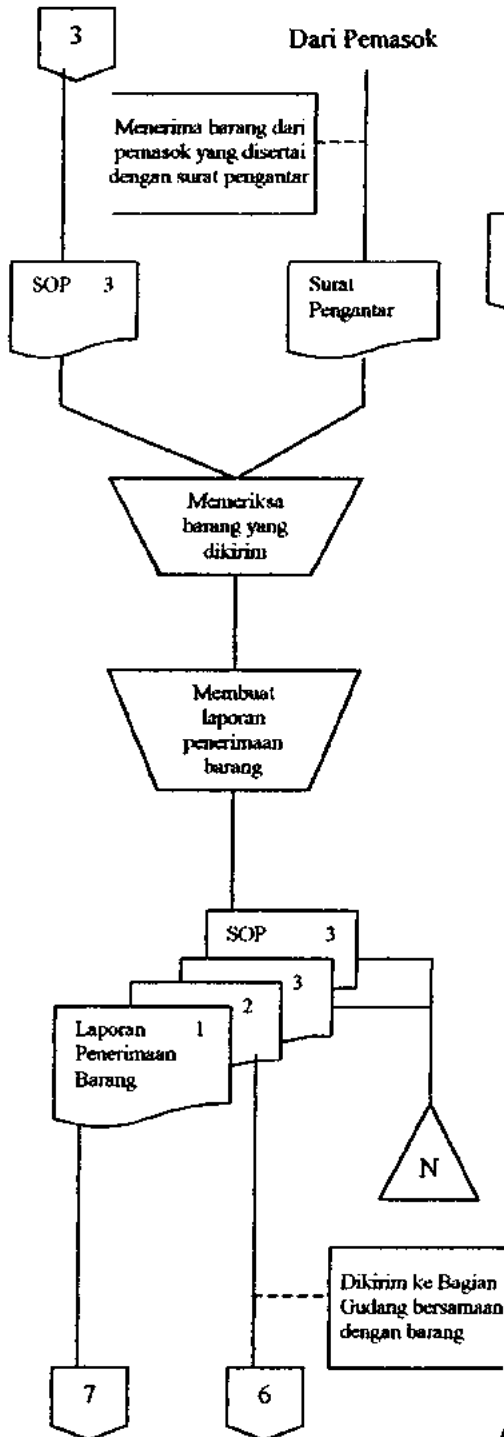 3
Dari Pemasok
Menerima barang dari
pemasok yang disertai
dengan surat pengantar
SOP 3
Surat
Pengantar
Memeriksa
barang yang
dikirim
Membuat
laporan
penerimaan
barang
SOP 3
3
2
Laporan 1
Penerimaan
Barang
N
Dikirim ke Bagian
Gudang bersamaan
dengan barang
7
6